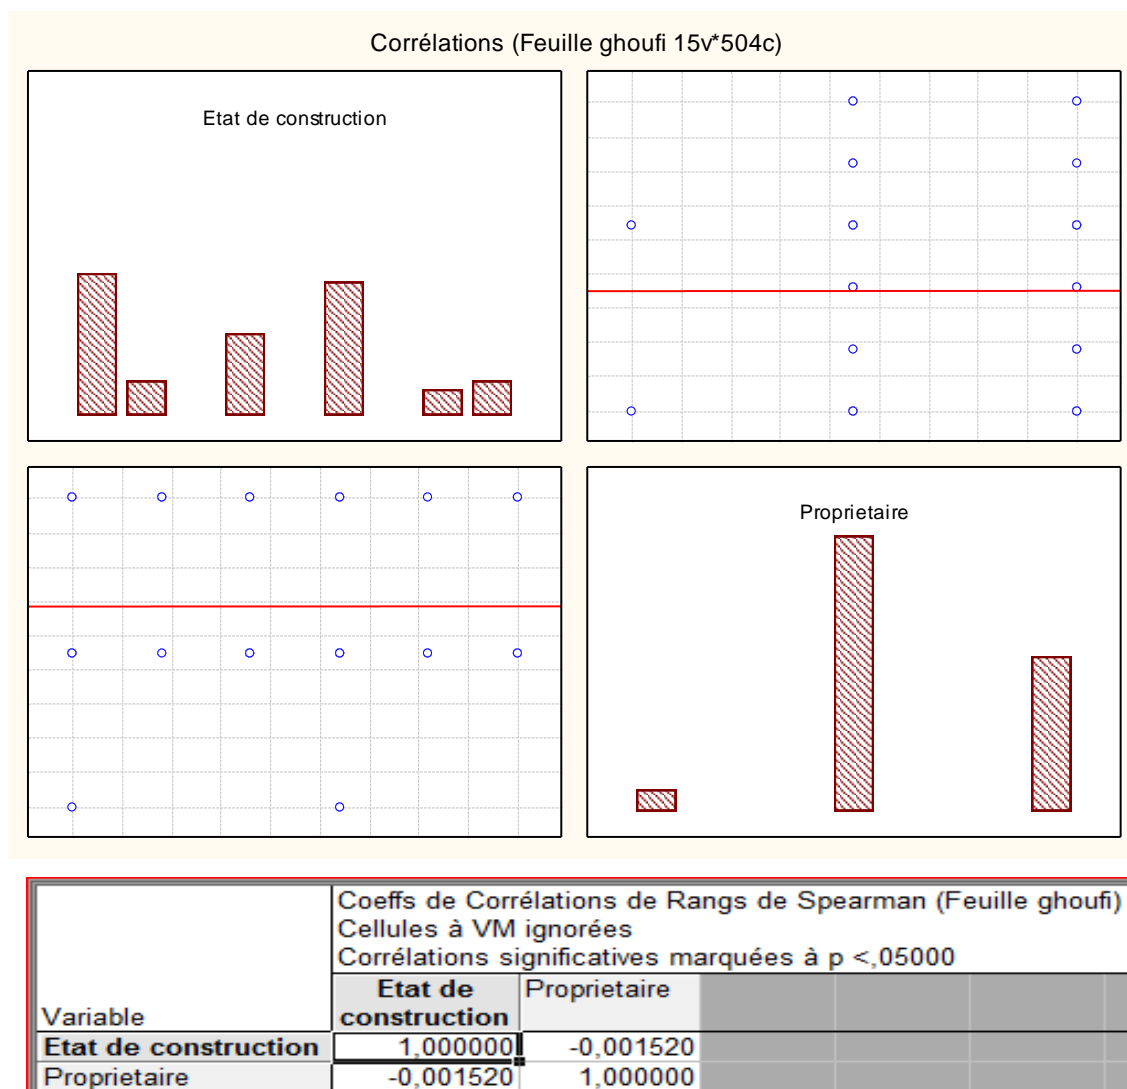 Corrélations (Feuille ghoufi 15v*504c)
Etat de construction
Proprietaire
Coeffs de Corrélations de Rangs de Spearman (Feuille ghoufi)
Cellules à VM ignorées
Corrélations significatives marquées à p <,05000
Variable
Etat de
construction
Proprietaire
Etat de construction 1,000000 -0,001520
Proprietaire -0,001520 1,000000